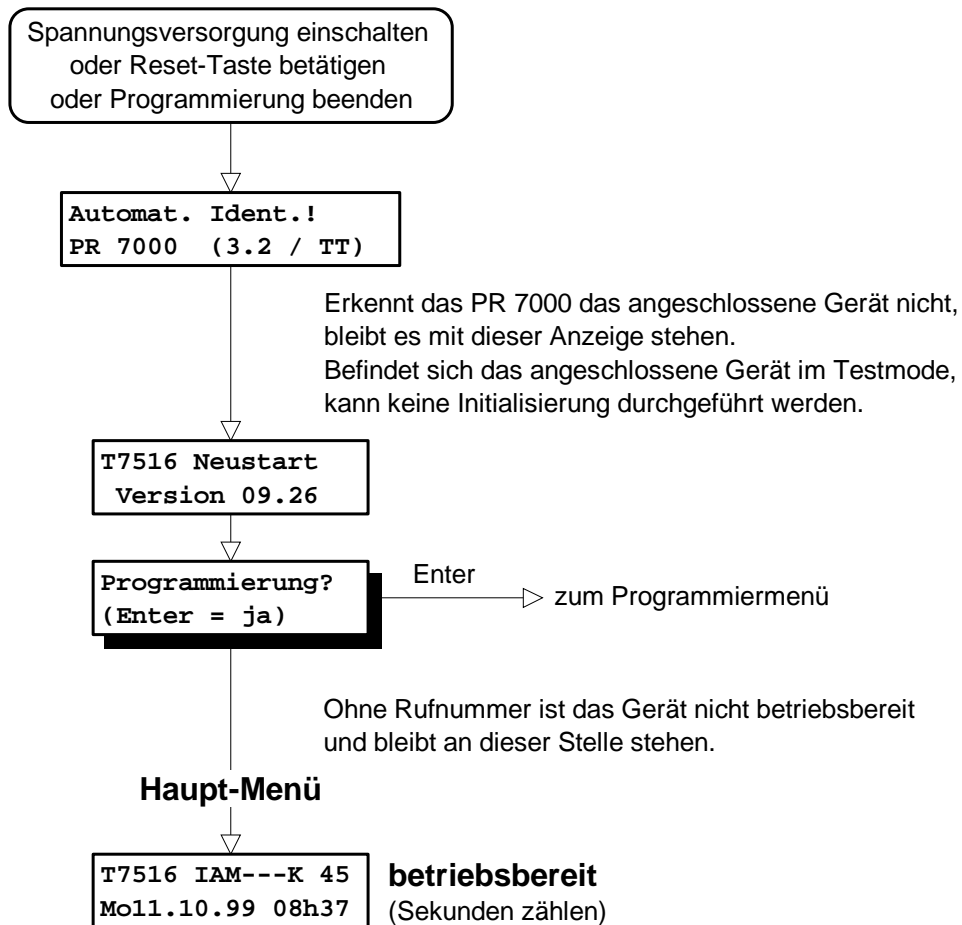 Spannungsversorgung einschalten
oder Reset-Taste betätigen
oder Programmierung beenden
Automat. Ident.!
PR 7000 (3.2 / TT)
Erkennt das PR 7000 das angeschlossene Gerät nicht,
bleibt es mit dieser Anzeige stehen.
Befindet sich das angeschlossene Gerät im Testmode,
kann keine Initialisierung durchgeführt werden.
T7516 Neustart
Version 09.26
Programmierung?
(Enter = ja)
Enter
zum Programmiermenü
Ohne Rufnummer ist das Gerät nicht betriebsbereit
und bleibt an dieser Stelle stehen.
Haupt-Menü
T7516 IAM---K 45
Mo11.10.99 08h37
betriebsbereit
(Sekunden zählen)